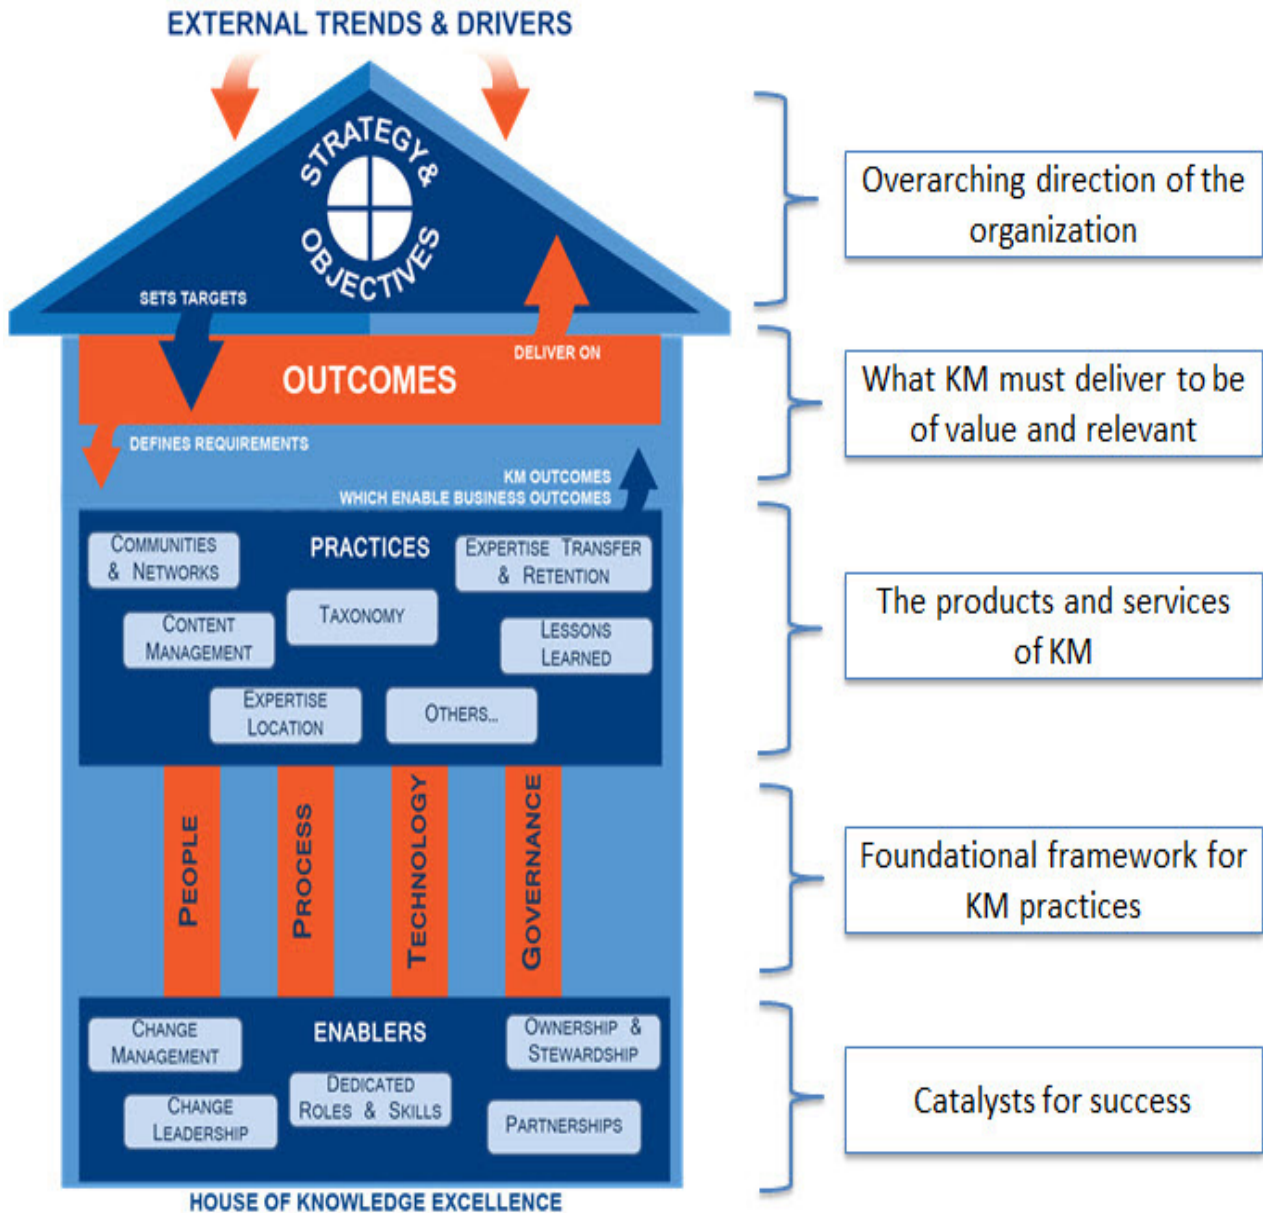 EXTERNAL TRENDS & DRIVERS
STRATEGY &
OBJECTIVES
SETS TARGETS
DELIVER ON
OUTCOMES
DEFINES REQUIREMENTS
KM OUTCOMES
WHICH ENABLE BUSINESS OUTCOMES
PRACTICES
COMMUNITIES
& NETWORKS
EXPERTISE TRANSFER
& RETENTION
TAXONOMY
CONTENT
MANAGEMENT
LESSONS
LEARNED
EXPERTISE
LOCATION
OTHERS...
PEOPLE
PROCESS
TECHNOLOGY
GOVERNANCE
ENABLERS
CHANGE
MANAGEMENT
OWNERSHIP &
STEWARDSHIP
DEDICATED
ROLES & SKILLS
CHANGE
LEADERSHIP
PARTNERSHIPS
HOUSE OF KNOWLEDGE EXCELLENCE
Overarching direction of the
organization
What KM must deliver to be
of value and relevant
The products and services
of KM
Foundational framework for
KM practices
Catalysts for success